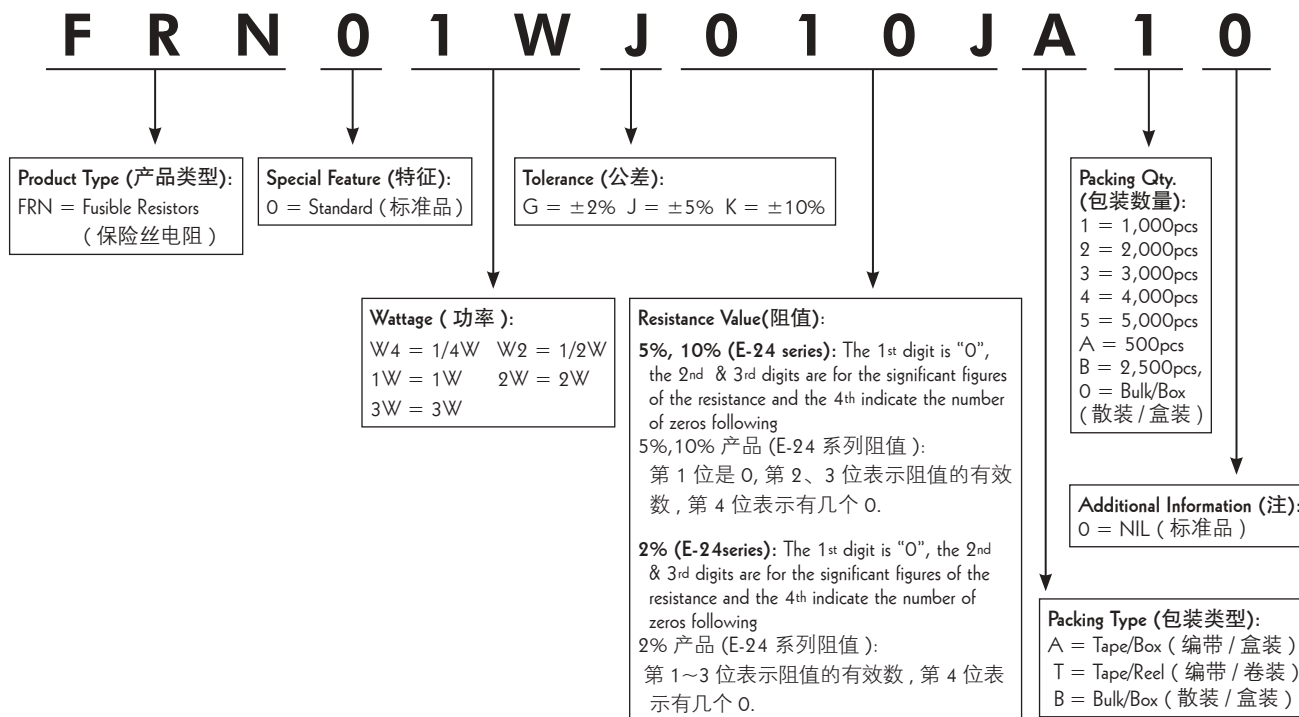 F R N 0 1 W J 0 1 0 J A 1 0
Product Type (产品类型):
FRN = Fusible Resistors
( 保险丝电阻 )
Special Feature (特征):
0 = Standard ( 标准品 )
Tolerance (公差):
G = ±2% J = ±5% K = ±10%
Packing Qty.
(包装数量):
1 = 1,000pcs
2 = 2,000pcs
3 = 3,000pcs
4 = 4,000pcs
5 = 5,000pcs
A = 500pcs
B = 2,500pcs,
0 = Bulk/Box
( 散装 / 盒装 )
Wattage ( 功率 ):
W4 = 1/4W W2 = 1/2W
1W = 1W 2W = 2W
3W = 3W
Resistance Value(阻值):
5%, 10% (E-24 series): The 1st digit is “0”,
the 2nd & 3rd digits are for the significant figures
of the resistance and the 4th indicate the number
of zeros following
5%,10% 产品 (E-24 系列阻值 ):
第 1 位是 0, 第 2、3 位表示阻值的有效
数 , 第 4 位表示有几个 0.
2% (E-24series): The 1st digit is “0”, the 2nd
& 3rd digits are for the significant figures of the
resistance and the 4th indicate the number of
zeros following
2% 产品 (E-24 系列阻值 ):
第 1~3 位表示阻值的有效数 , 第 4 位表
示有几个 0.
Additional Information (注):
0 = NIL ( 标准品 )
Packing Type (包装类型):
A = Tape/Box ( 编带 / 盒装 )
T = Tape/Reel ( 编带 / 卷装 )
B = Bulk/Box ( 散装 / 盒装 )